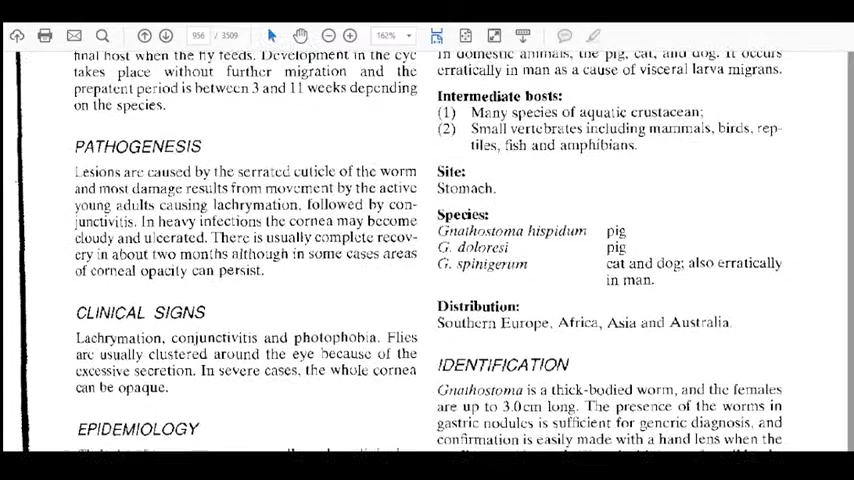 956 / 3509
162%
final host when the fly feeds. Development in the eye
takes place without further migration and the
prepatent period is between 3 and 11 weeks depending
on the species.
PATHOGENESIS
Lesions are caused by the serrated cuticle of the worm
and most damage results from movement by the active
young adults causing lachrymation, followed by con-
junctivitis. In heavy infections the cornea may become
cloudy and ulcerated. There is usually complete recov-
ery in about two months although in some cases areas
of corneal opacity can persist.
CLINICAL SIGNS
Lachrymation, conjunctivitis and photophobia. Flies
are usually clustered around the eye because of the
excessive secretion. In severe cases, the whole cornea
can be opaque.
EPIDEMIOLOGY
In domestic animals, the pig, cat, and dog. It occurs
erratically in man as a cause of visceral larva migrans.
Intermediate hosts:
(1) Many species of aquatic crustacean;
(2) Small vertebrates including mammals, birds, rep-
tiles, fish and amphibians.
Site:
Stomach.
Species:
Gnathostoma hispidum pig
G. doloresi pig
G. spinigerum cat and dog; also erratically
in man.
Distribution:
Southern Europe, Africa, Asia and Australia.
IDENTIFICATION
Gnathostoma is a thick-bodied worm, and the females
are up to 3.0cm long. The presence of the worms in
gastric nodules is sufficient for generic diagnosis, and
confirmation is easily made with a hand lens when the